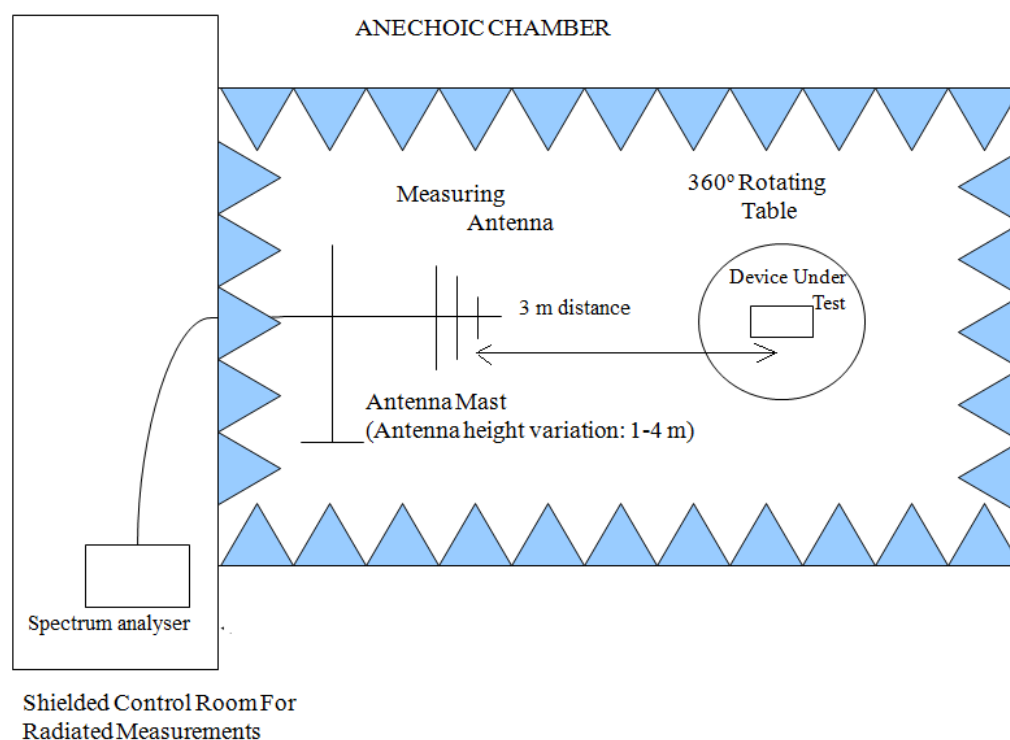 ANECHOIC CHAMBER
Measuring
Antenna
360º Rotating
Table
Device Under
Test
3 m distance
Antenna Mast
(Antenna height variation: 1-4 m)
Spectrum analyser
Shielded Control Room For
Radiated Measurements